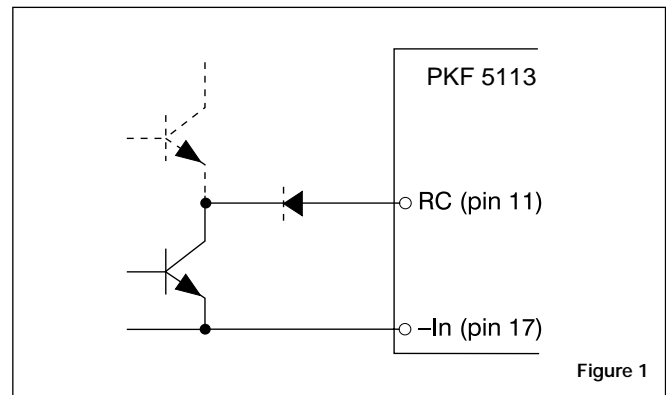 PKF 5113
RC (pin 11)
–In (pin 17)
Figure 1